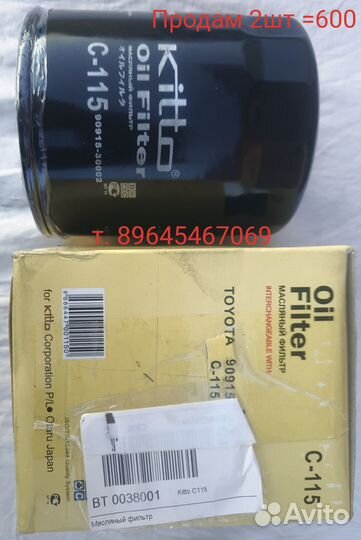 Продам 2шт =600
Kitto®
Oil Filter
МАСЛЯНЫЙ ФИЛЬТР
オイルフィルタ
C-115
90915-30002
т. 89645467069
Oil
Filter
МАСЛЯНЫЙ ФИЛЬТР
INTERCHANGEABLE WITH:
TOYOTA 90915
C-115
C-115
for Kitto Corporation P/L• Otaru Japan
BT 0038001
Kitto C115
Масляный фильтр
Avito